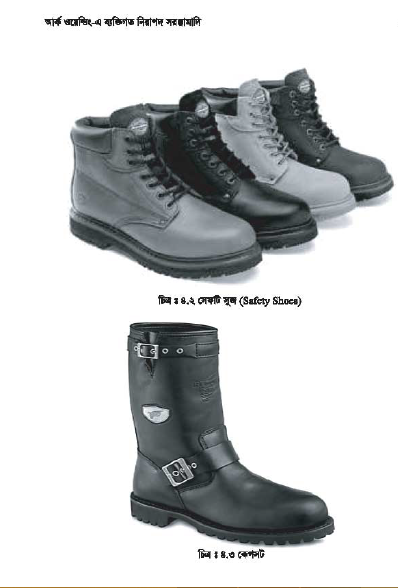 আর্ক ওয়েল্ডিং-এ ব্যক্তিগত নিরাপদ সরঞ্জামাদি
চিত্র ঃ ৪.২ সেফটি সুজ (Safety Shoes)
চিত্র ঃ ৪.৩ কেপসট